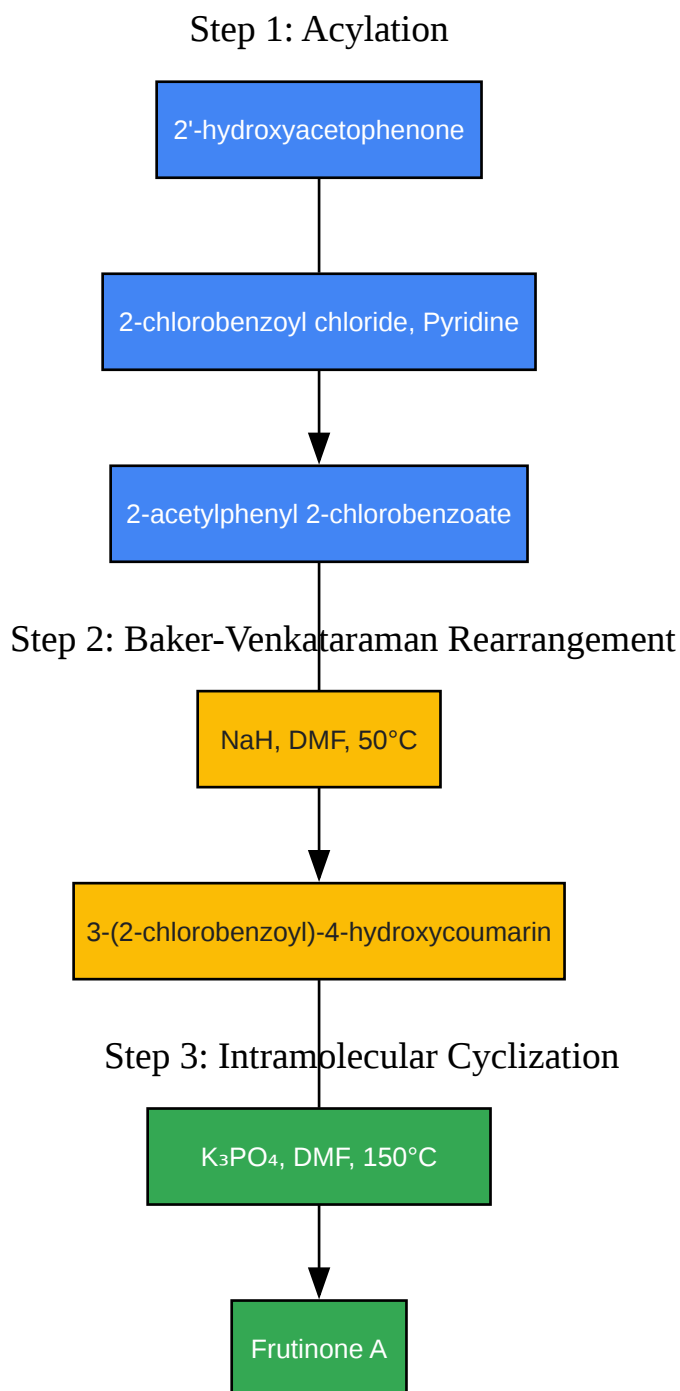 Step 1: Acylation
2'-hydroxyacetophenone
2-chlorobenzoyl chloride, Pyridine
2-acetylphenyl 2-chlorobenzoate
Step 2: Baker-Venkataraman Rearrangement
NaH, DMF, 50°C
3-(2-chlorobenzoyl)-4-hydroxycoumarin
Step 3: Intramolecular Cyclization
K₃PO₄, DMF, 150°C
Frutinone A